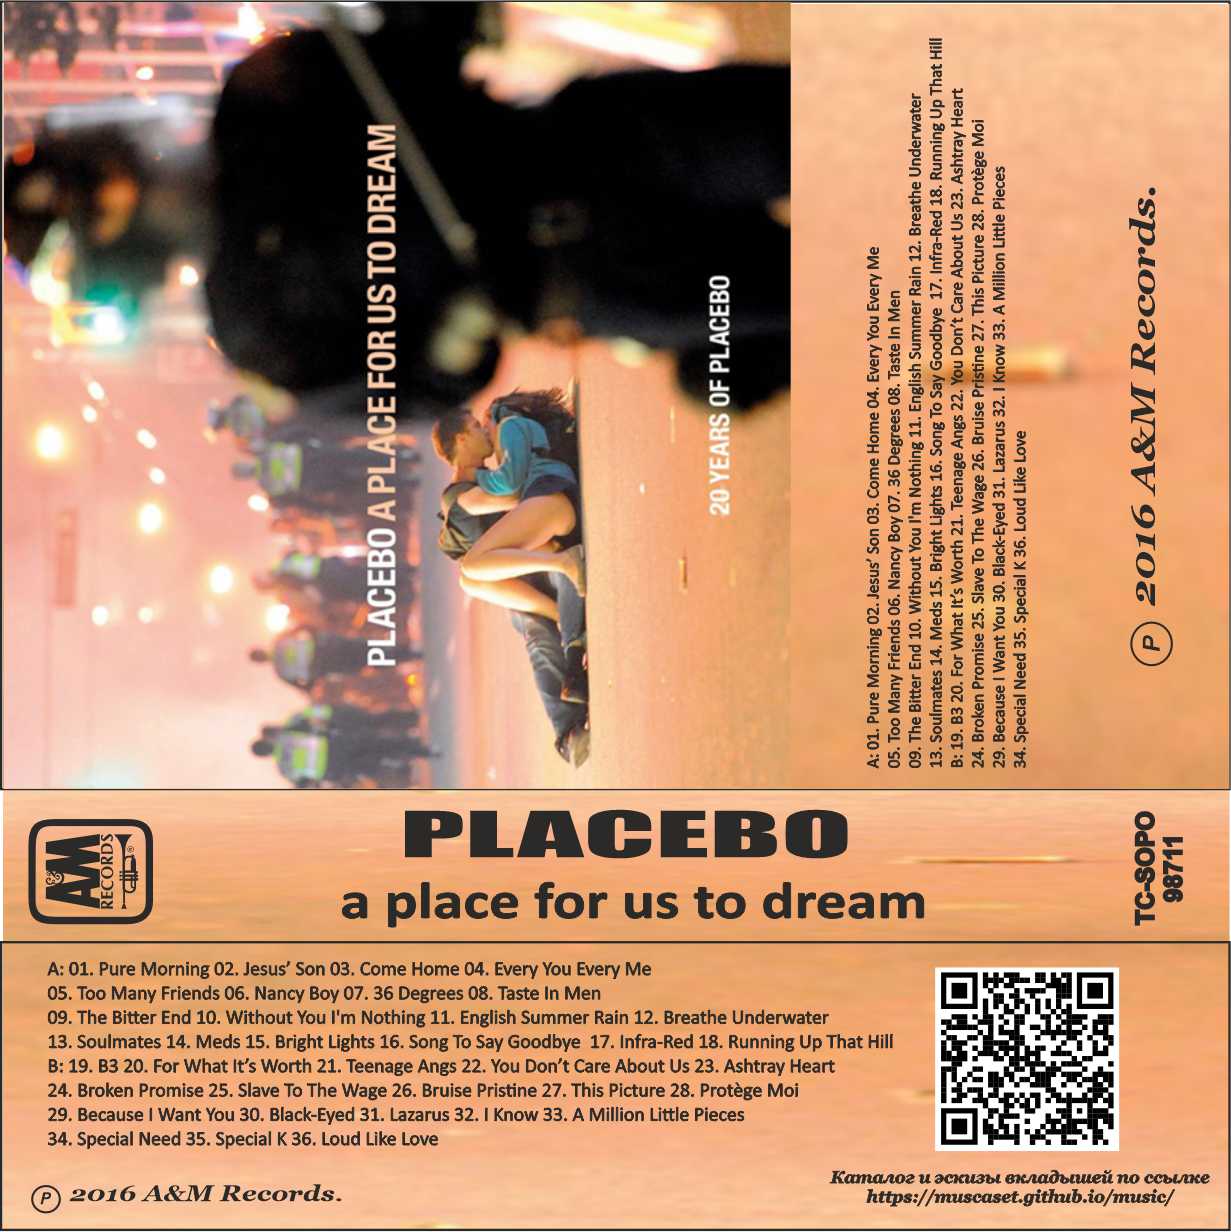 PLACEBO A PLACE FOR US TO DREAM
20 YEARS OF PLACEBO
A: 01. Pure Morning 02. Jesus’ Son 03. Come Home 04. Every You Every Me
05. Too Many Friends 06. Nancy Boy 07. 36 Degrees 08. Taste In Men
09. The Bitter End 10. Without You I'm Nothing 11. English Summer Rain 12. Breathe Underwater
13. Soulmates 14. Meds 15. Bright Lights 16. Song To Say Goodbye 17. Infra-Red 18. Running Up That Hill
B: 19. B3 20. For What It’s Worth 21. Teenage Angs 22. You Don’t Care About Us 23. Ashtray Heart
24. Broken Promise 25. Slave To The Wage 26. Bruise Pristine 27. This Picture 28. Protège Moi
29. Because I Want You 30. Black-Eyed 31. Lazarus 32. I Know 33. A Million Little Pieces
34. Special Need 35. Special K 36. Loud Like Love
P 2016 A&M Records.
A&M
RECORDS
®
PLACEBO
a place for us to dream
TC-SOPO
98711
A: 01. Pure Morning 02. Jesus’ Son 03. Come Home 04. Every You Every Me
05. Too Many Friends 06. Nancy Boy 07. 36 Degrees 08. Taste In Men
09. The Bitter End 10. Without You I'm Nothing 11. English Summer Rain 12. Breathe Underwater
13. Soulmates 14. Meds 15. Bright Lights 16. Song To Say Goodbye 17. Infra-Red 18. Running Up That Hill
B: 19. B3 20. For What It’s Worth 21. Teenage Angs 22. You Don’t Care About Us 23. Ashtray Heart
24. Broken Promise 25. Slave To The Wage 26. Bruise Pristine 27. This Picture 28. Protège Moi
29. Because I Want You 30. Black-Eyed 31. Lazarus 32. I Know 33. A Million Little Pieces
34. Special Need 35. Special K 36. Loud Like Love
P 2016 A&M Records.
Каталог и эскизы вкладышей по ссылке
https://muscaset.github.io/music/